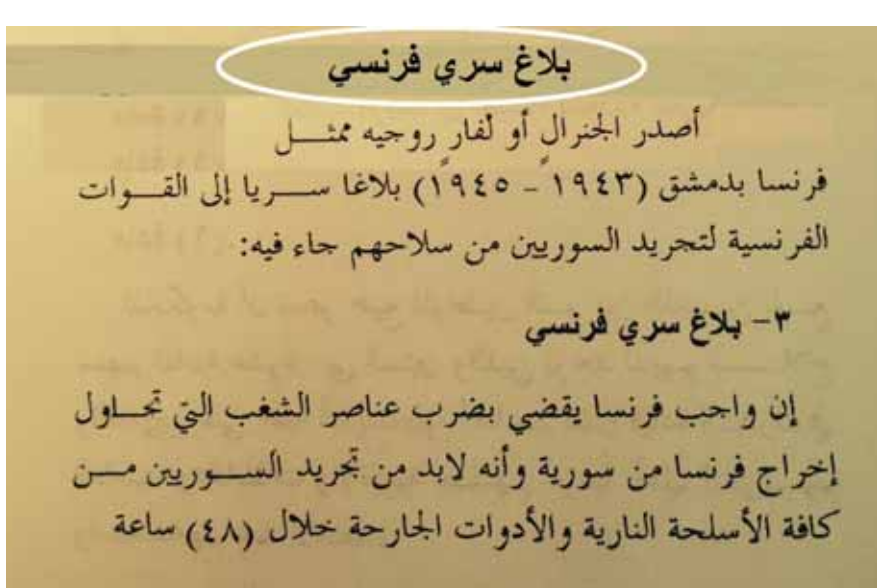 بلاغ سري فرنسي
أصدر الجنرال أو لفار روجيه ممثل
فرنسا بدمشق (١٩٤٣ - ١٩٤٥) بلاغا سريا إلى القوات
الفرنسية لتجريد السوريين من سلاحهم جاء فيه:
٣- بلاغ سري فرنسي
إن واجب فرنسا يقضي بضرب عناصر الشغب التي تحاول
إخراج فرنسا من سورية وأنه لابد من تجريد السوريين من
كافة الأسلحة النارية والأدوات الجارحة خلال (٤٨) ساعة